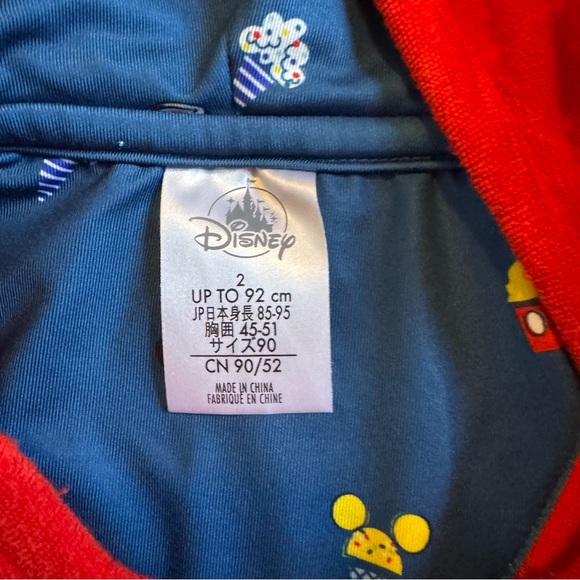 Disney
2
UP TO 92 cm
JP日本身長 85-95
胸囲 45-51
サイズ90
CN 90/52
MADE IN CHINA
FABRIQUÉ EN CHINE